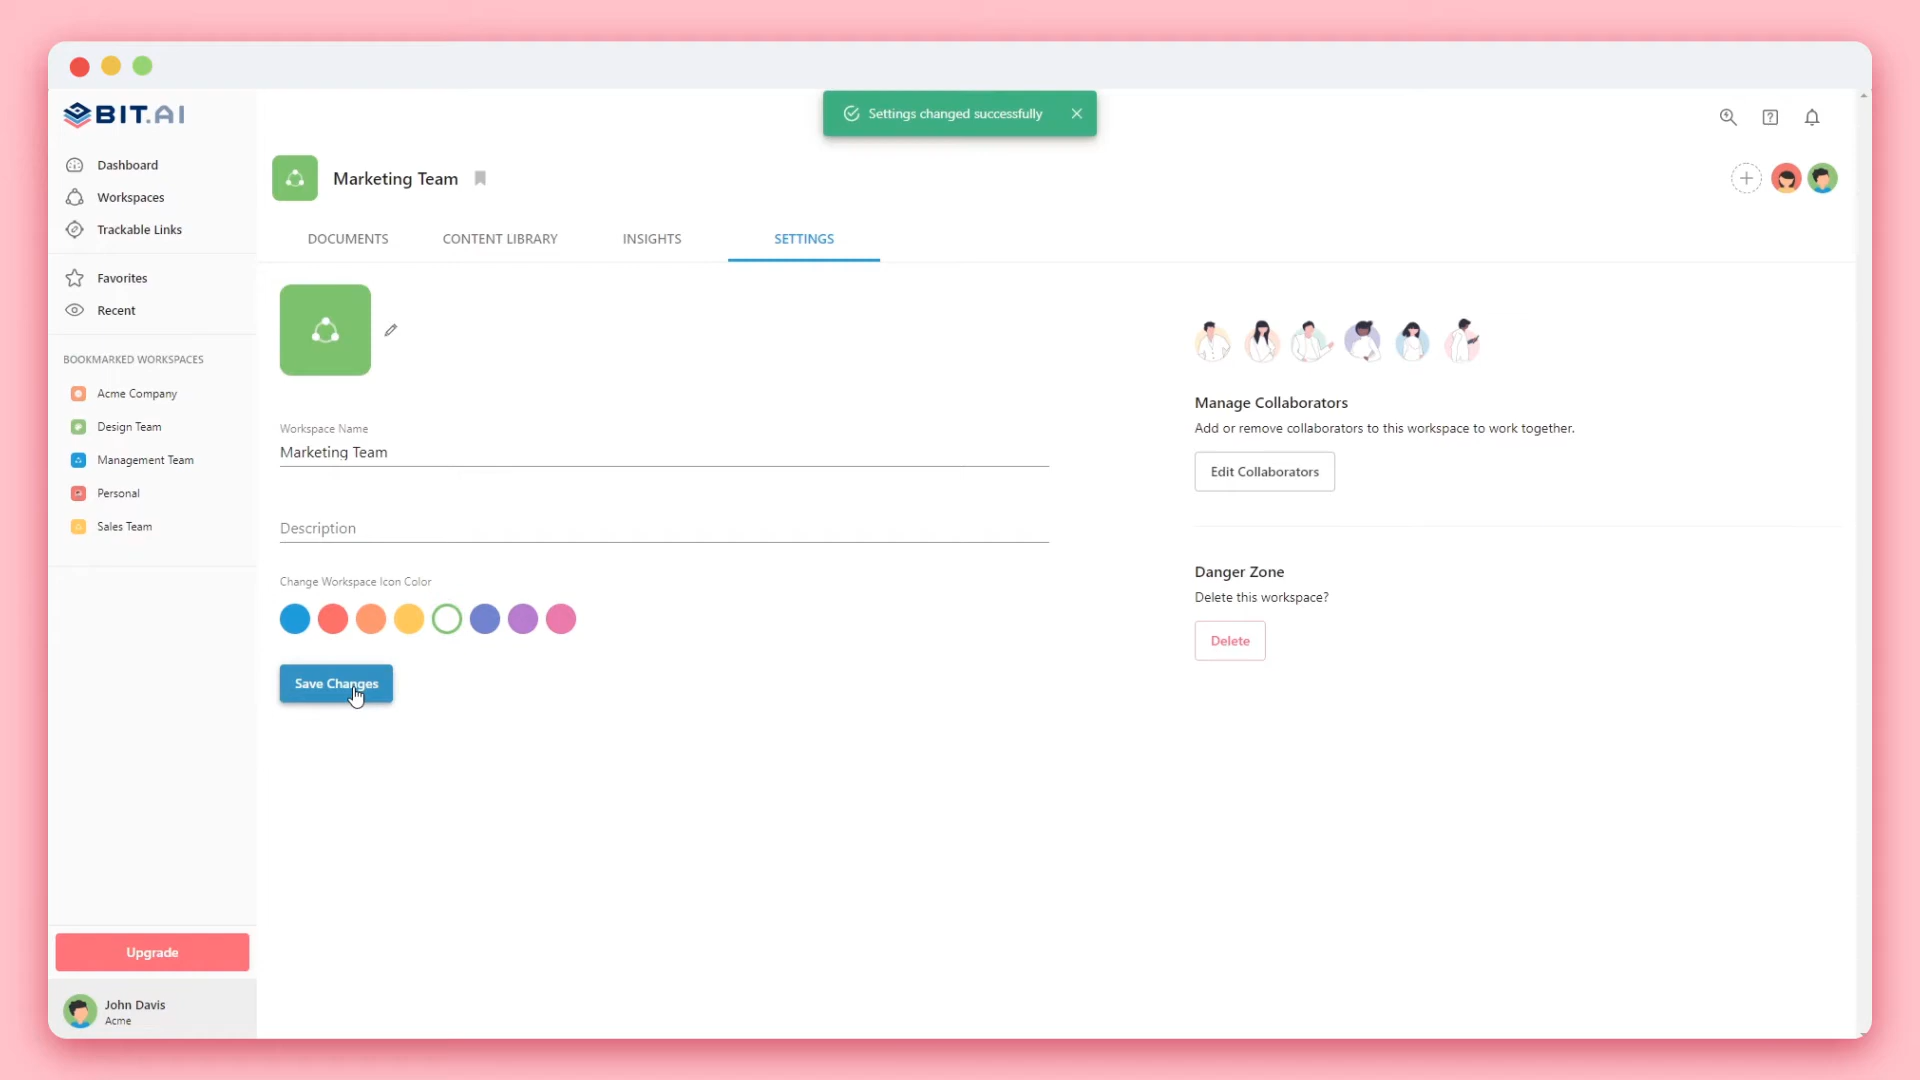 BIT.AI
Settings changed successfully
Dashboard
Workspaces
Trackable Links
Favorites
Recent
BOOKMARKED WORKSPACES
Acme Company
Design Team
Management Team
Personal
Sales Team
Upgrade
John Davis
Acme
Marketing Team
DOCUMENTS
CONTENT LIBRARY
INSIGHTS
SETTINGS
Workspace Name
Marketing Team
Description
Change Workspace Icon Color
Save Changes
Manage Collaborators
Add or remove collaborators to this workspace to work together.
Edit Collaborators
Danger Zone
Delete this workspace?
Delete